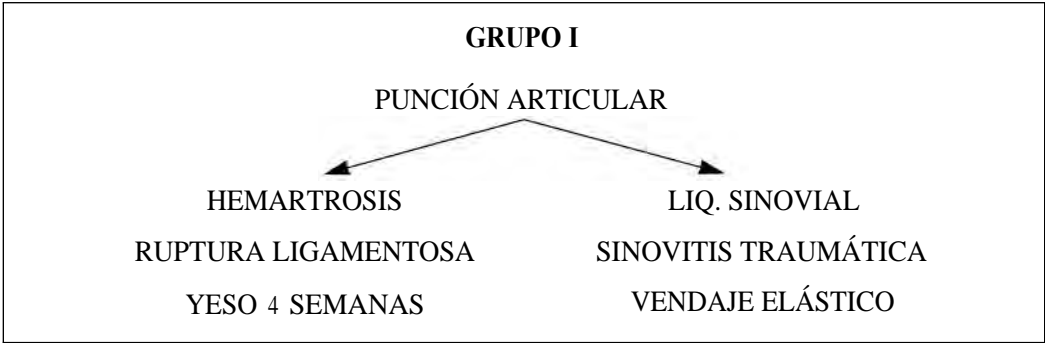 GRUPO I
PUNCIÓN ARTICULAR
HEMARTROSIS
RUPTURA LIGAMENTOSA
YESO 4 SEMANAS
LIQ. SINOVIAL
SINOVITIS TRAUMÁTICA
VENDAJE ELÁSTICO